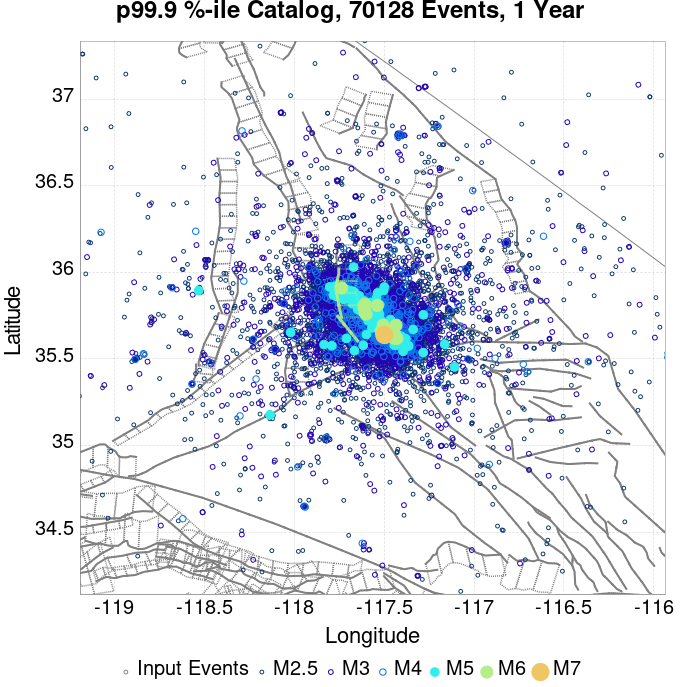 p99.9 %-ile Catalog, 70128 Events, 1 Year
37
36.5
36
35.5
35
34.5
Latitude
-119 -118.5 -118 -117.5 -117 -116.5 -116
Longitude
Input Events M2.5 M3 M4 M5 M6 M7